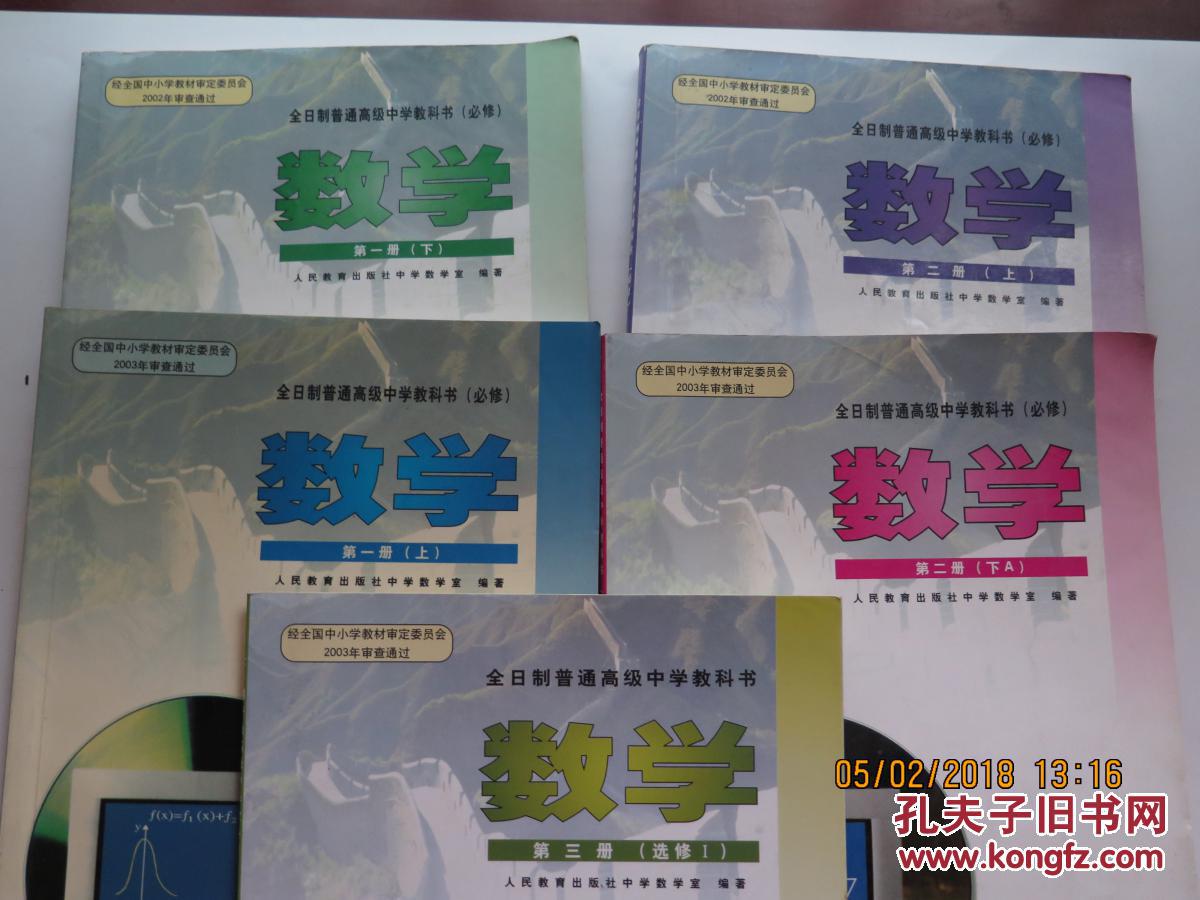 经全国中小学教材审定委员会
2002年审查通过
全日制普通高级中学教科书（必修）
数学
第一册（下）
人民教育出版社中学数学室 编著
经全国中小学教材审定委员会
2002年审查通过
全日制普通高级中学教科书（必修）
数学
第二册（上）
人民教育出版社中学数学室 编著
经全国中小学教材审定委员会
2003年审查通过
全日制普通高级中学教科书（必修）
数学
第一册（上）
人民教育出版社中学数学室 编著
f(x)=f₁(x)+f₂
y
经全国中小学教材审定委员会
2003年审查通过
全日制普通高级中学教科书（必修）
数学
第二册（下A）
人民教育出版社中学数学室 编著
经全国中小学教材审定委员会
2003年审查通过
全日制普通高级中学教科书
数学
第三册（选修Ⅰ）
人民教育出版社中学数学室 编著
05/02/2018 13:16
孔夫子旧书网
www.kongfz.com